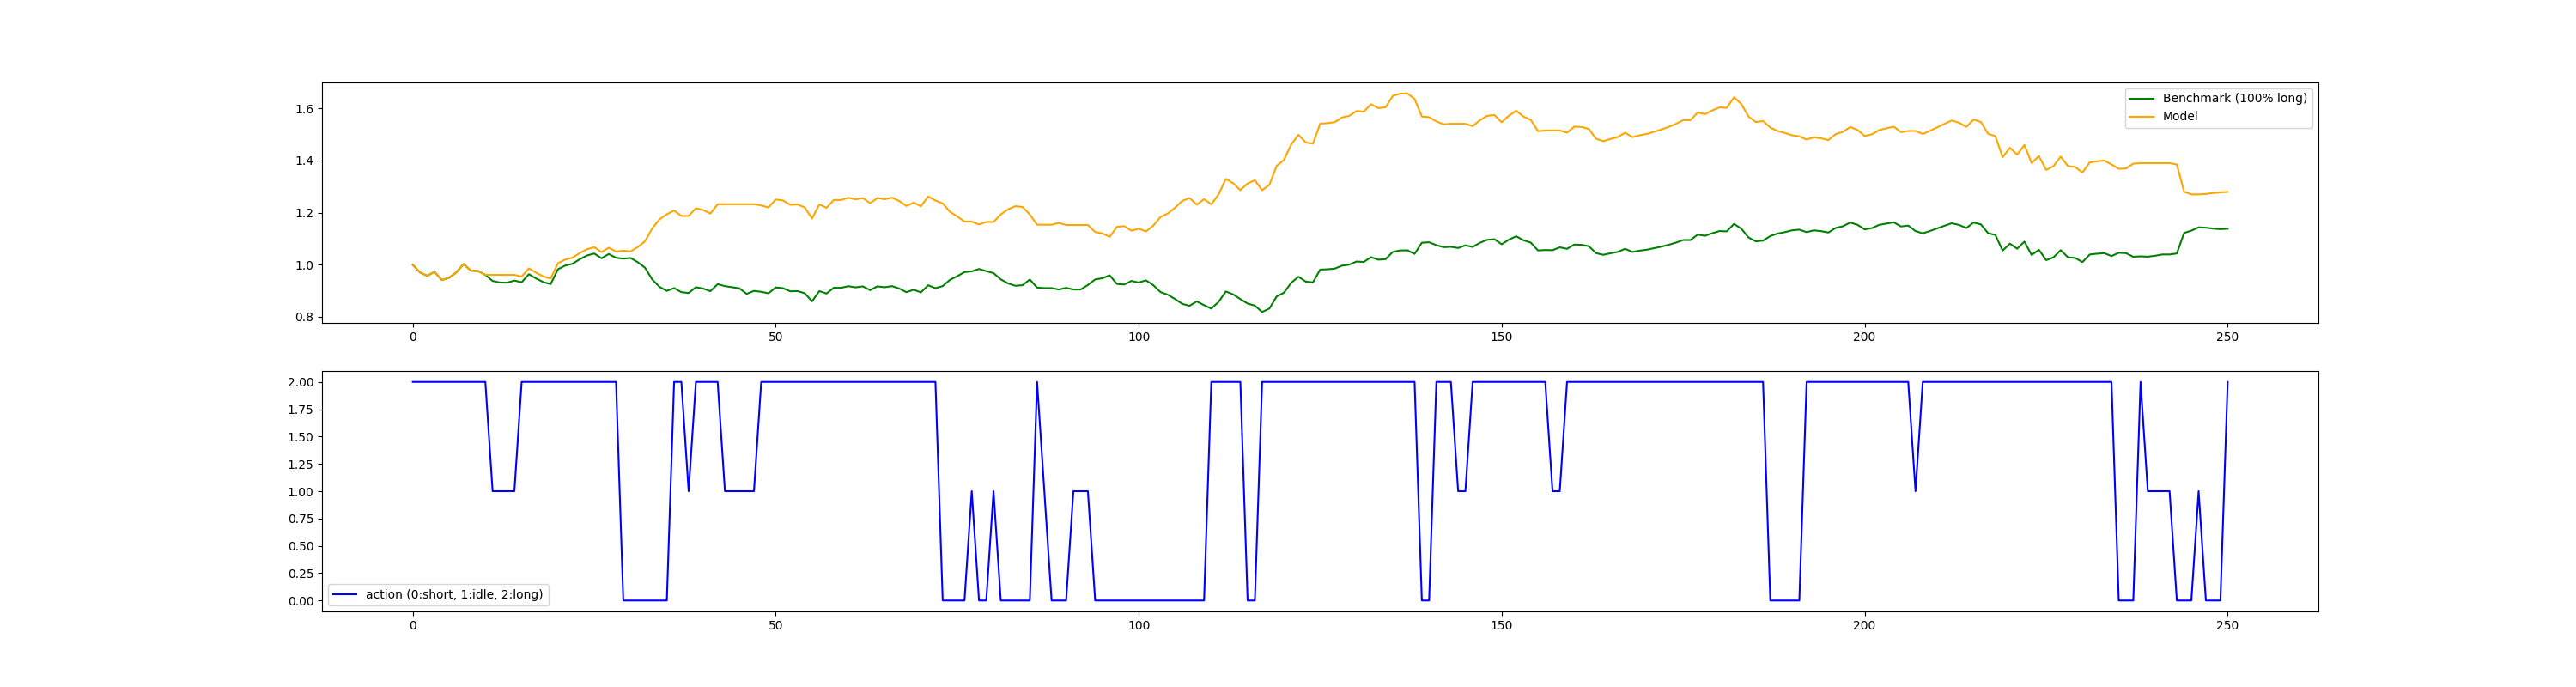 1.6
1.4
1.2
1.0
0.8
Benchmark (100% long)
Model
0 50 100 150 200 250
2.00
1.75
1.50
1.25
1.00
0.75
0.50
0.25
0.00
action (0:short, 1:idle, 2:long)
0 50 100 150 200 250